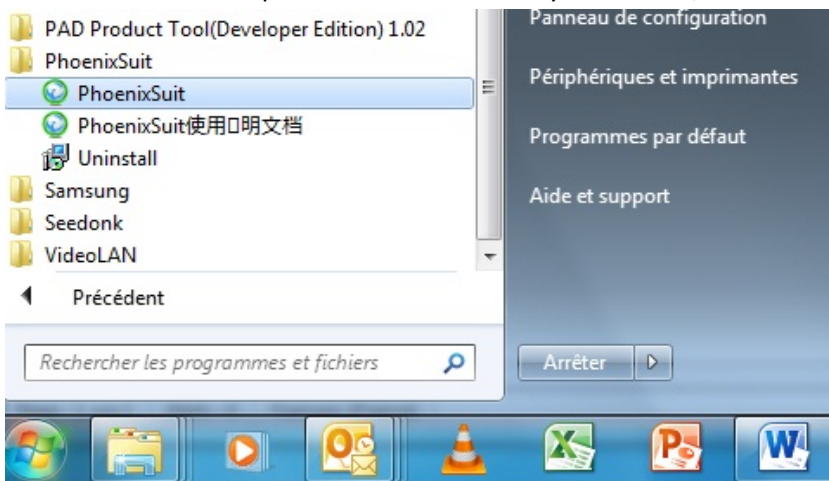 PAD Product Tool(Developer Edition) 1.02
PhoenixSuit
PhoenixSuit
PhoenixSuit使用□明文档
Uninstall
Samsung
Seedonk
VideoLAN
Précédent
Rechercher les programmes et fichiers
Panneau de configuration
Périphériques et imprimantes
Programmes par défaut
Aide et support
Arrêter